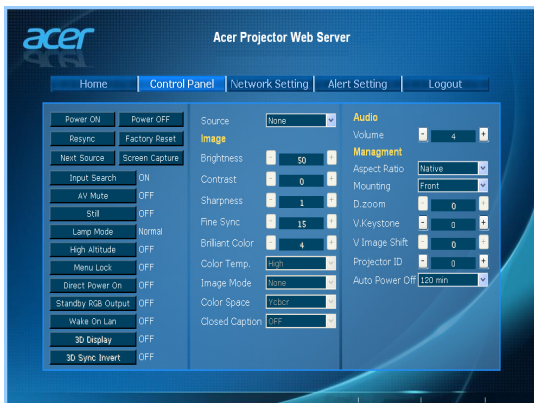 acer
Acer Projector Web Server
Home
Control Panel
Network Setting
Alert Setting
Logout
Power ON
Power OFF
Resync
Factory Reset
Next Source
Screen Capture
Input Search ON
AV Mute OFF
Still OFF
Lamp Mode Normal
High Altitude OFF
Menu Lock OFF
Direct Power On OFF
Standby RGB Output OFF
Wake On Lan OFF
3D Display OFF
3D Sync Invert OFF
Source None
Image
Brightness - 50 +
Contrast - 0 +
Sharpness - 1 +
Fine Sync - 15 +
Brilliant Color - 4 +
Color Temp. High
Image Mode None
Color Space Ycbcr
Closed Caption OFF
Audio
Volume - 4 +
Managment
Aspect Ratio Native
Mounting Front
D.zoom - 0 +
V.Keystone - 0 +
V Image Shift - 0 +
Projector ID - 0 +
Auto Power Off 120 min